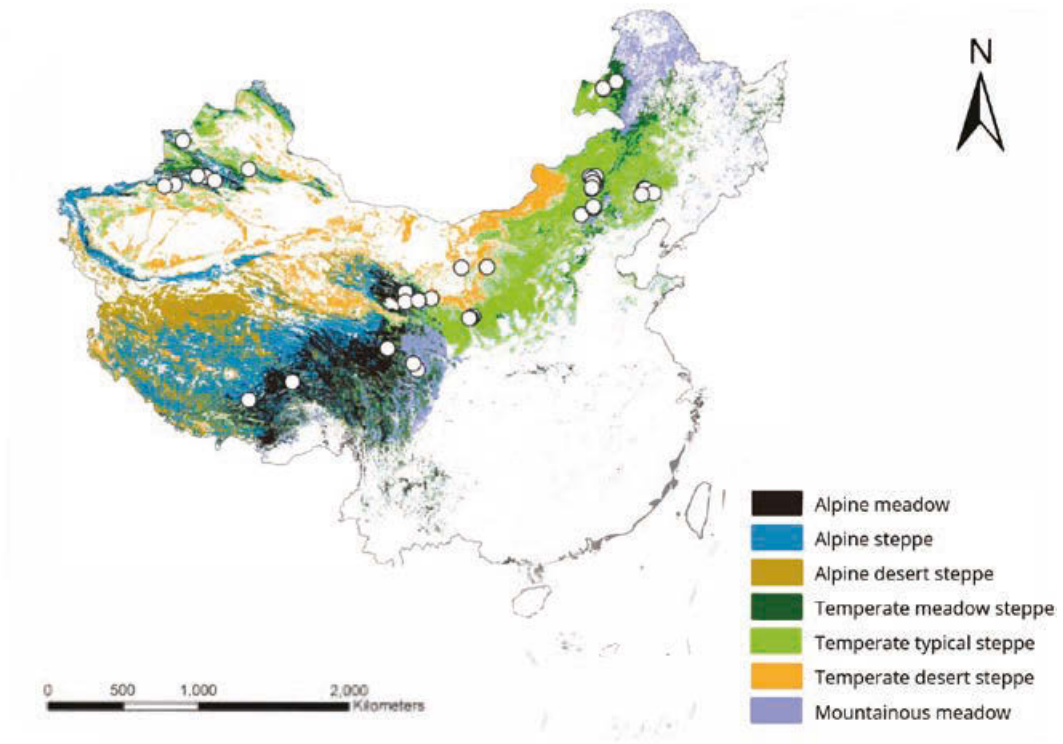 N
Alpine meadow
Alpine steppe
Alpine desert steppe
Temperate meadow steppe
Temperate typical steppe
Temperate desert steppe
Mountainous meadow
0 500 1,000 2,000
Kilometers